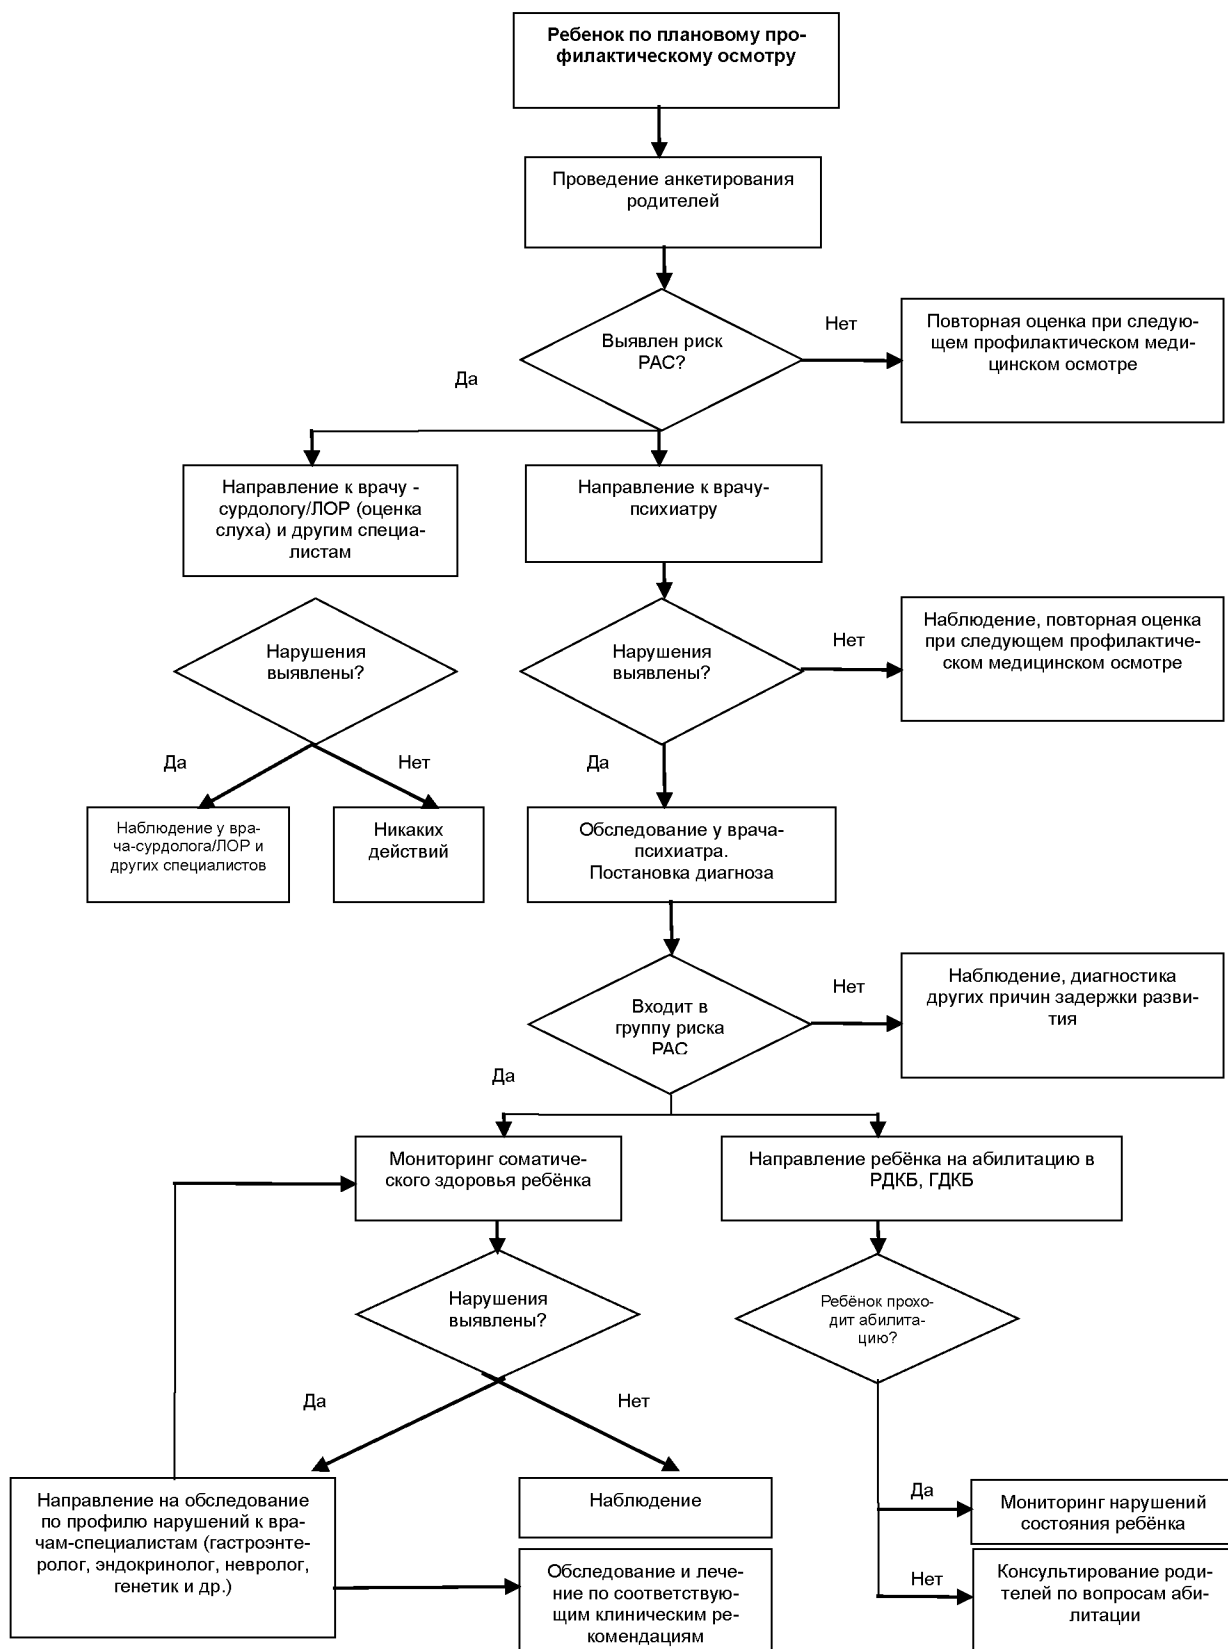 Ребенок по плановому про-
филактическому осмотру
Проведение анкетирования
родителей
Выявлен риск
РАС?
Нет
Повторная оценка при следую-
щем профилактическом меди-
цинском осмотре
Да
Направление к врачу -
сурдологу/ЛОР (оценка
слуха) и другим специа-
листам
Направление к врачу-
психиатру
Нарушения
выявлены?
Нарушения
выявлены?
Нет
Наблюдение, повторная оценка
при следующем профилактиче-
ском медицинском осмотре
Да
Нет
Да
Наблюдение у вра-
ча-сурдолога/ЛОР и
других специалистов
Никаких
действий
Обследование у врача-
психиатра.
Постановка диагноза
Входит в
группу риска
РАС
Нет
Наблюдение, диагностика
других причин задержки разви-
тия
Да
Мониторинг соматиче-
ского здоровья ребёнка
Направление ребёнка на абилитацию в
РДКБ, ГДКБ
Нарушения
выявлены?
Ребёнок прохо-
дит абилита-
цию?
Да
Нет
Направление на обследование
по профилю нарушений к вра-
чам-специалистам (гастроэнте-
ролог, эндокринолог, невролог,
генетик и др.)
Наблюдение
Да
Мониторинг нарушений
состояния ребёнка
Обследование и лече-
ние по соответствую-
щим клиническим ре-
комендациям
Нет
Консультирование роди-
телей по вопросам аби-
литации